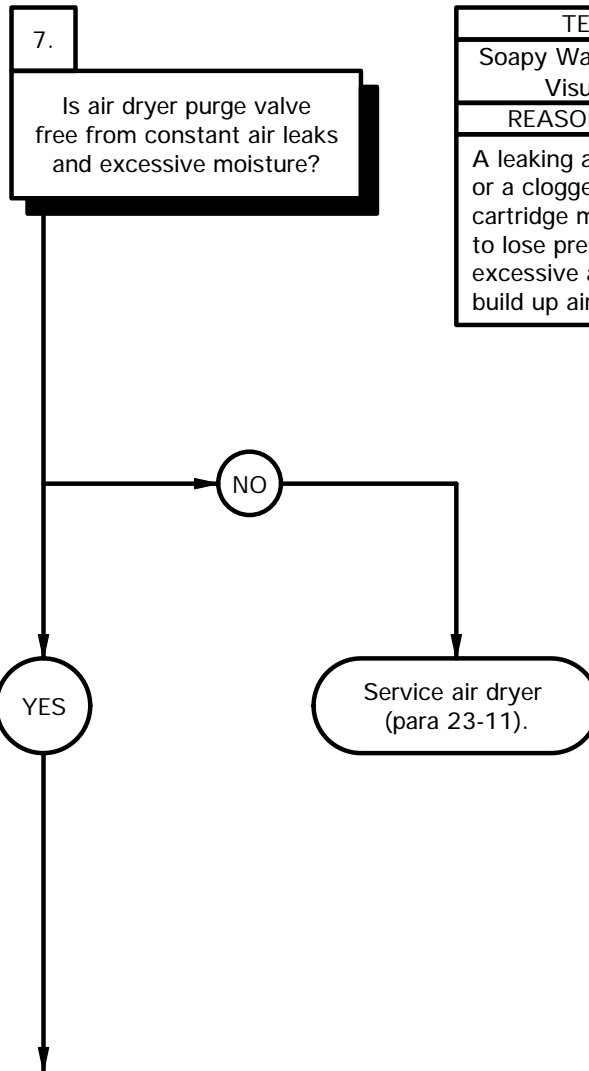 7.
Is air dryer purge valve
free from constant air leaks
and excessive moisture?
TE
Soapy Wa
Visu
REASO
A leaking a
or a clogge
cartridge m
to lose pre
excessive a
build up air
NO
YES
Service air dryer
(para 23-11).